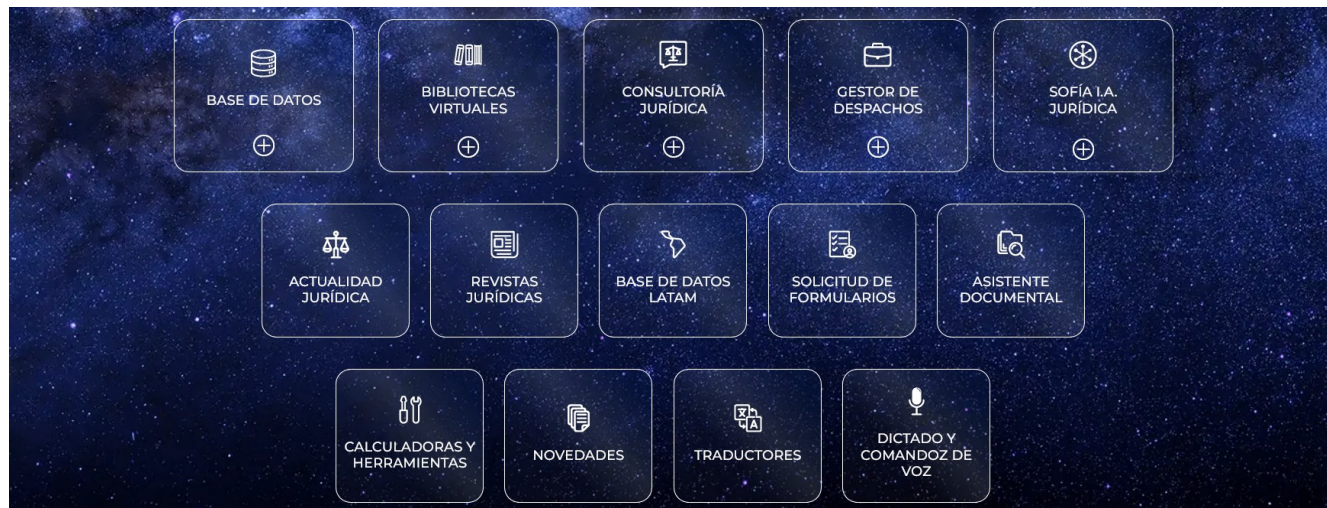 BASE DE DATOS
BIBLIOTECAS
VIRTUALES
CONSULTORÍA
JURÍDICA
GESTOR DE
DESPACHOS
SOFÍA I.A.
JURÍDICA
ACTUALIDAD
JURÍDICA
REVISTAS
JURÍDICAS
BASE DE DATOS
LATAM
SOLICITUD DE
FORMULARIOS
ASISTENTE
DOCUMENTAL
CALCULADORAS Y
HERRAMIENTAS
NOVEDADES
TRADUCTORES
DICTADO Y
COMANDOZ DE
VOZ